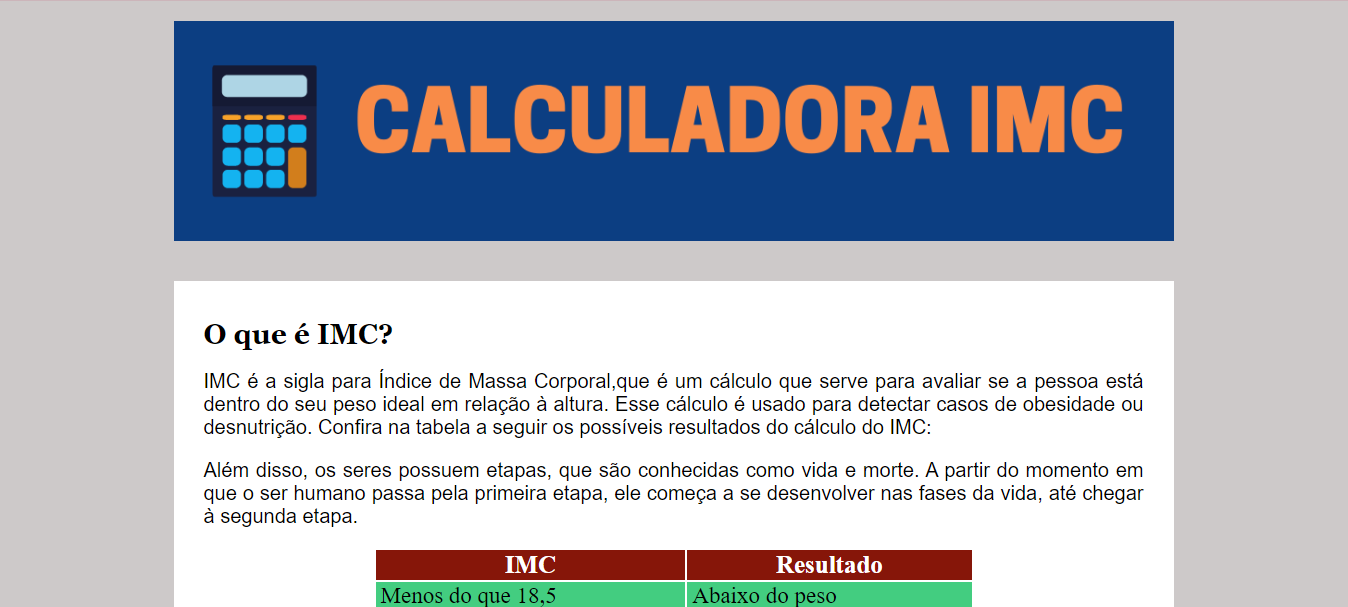 CALCULADORA IMC
O que é IMC?
IMC é a sigla para Índice de Massa Corporal,que é um cálculo que serve para avaliar se a pessoa está
dentro do seu peso ideal em relação à altura. Esse cálculo é usado para detectar casos de obesidade ou
desnutrição. Confira na tabela a seguir os possíveis resultados do cálculo do IMC:
Além disso, os seres possuem etapas, que são conhecidas como vida e morte. A partir do momento em
que o ser humano passa pela primeira etapa, ele começa a se desenvolver nas fases da vida, até chegar
à segunda etapa.
IMC Resultado
Menos do que 18,5 Abaixo do peso